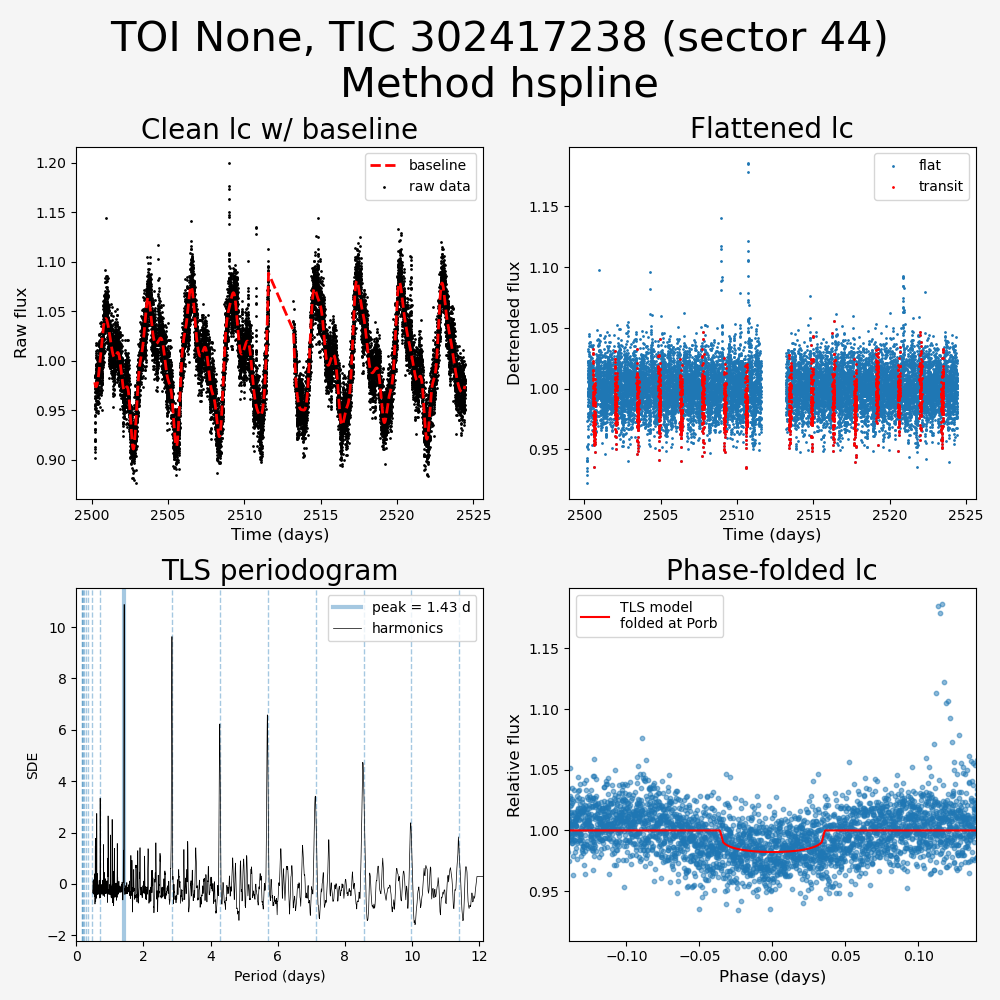 TOI None, TIC 302417238 (sector 44)
Method hspline
Clean lc w/ baseline
Flattened lc
baseline
raw data
flat
transit
1.20
1.15
1.10
1.05
1.00
0.95
0.90
Raw flux
2500
2505
2510
2515
2520
2525
Time (days)
1.15
1.10
1.05
1.00
0.95
Detrended flux
2500
2505
2510
2515
2520
2525
Time (days)
TLS periodogram
Phase-folded lc
peak = 1.43 d
harmonics
TLS model
folded at Porb
10
8
6
4
2
0
−2
SDE
0
2
4
6
8
10
12
Period (days)
1.15
1.10
1.05
1.00
0.95
Relative flux
−0.10
−0.05
0.00
0.05
0.10
Phase (days)